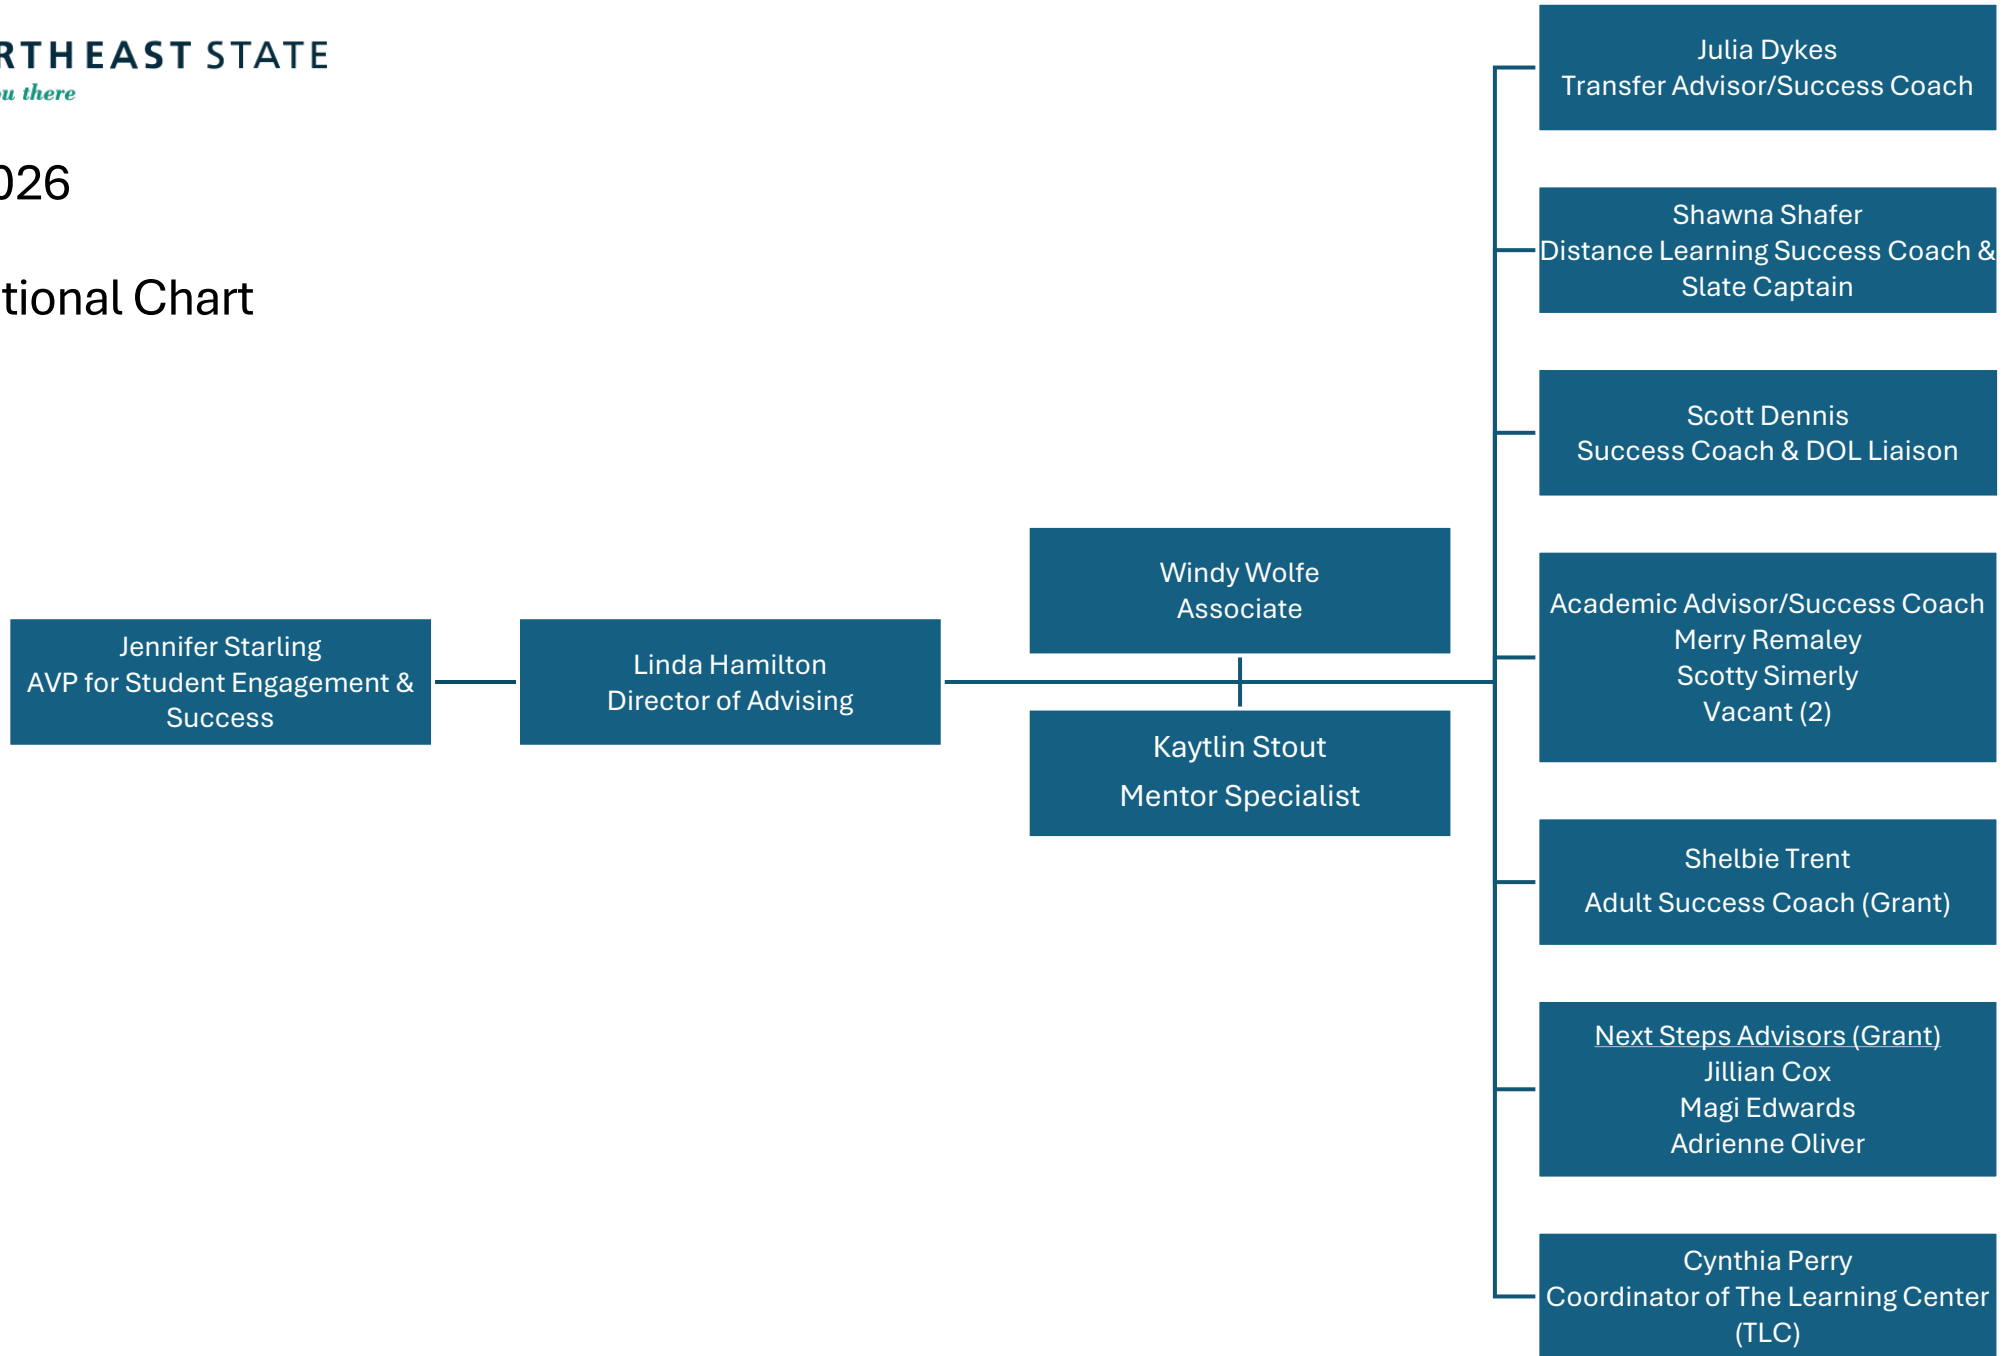 RTHEAST STATE
ou there
026
tional Chart
Jennifer Starling
AVP for Student Engagement &
Success
Linda Hamilton
Director of Advising
Windy Wolfe
Associate
Kaytlin Stout
Mentor Specialist
Julia Dykes
Transfer Advisor/Success Coach
Shawna Shafer
Distance Learning Success Coach &
Slate Captain
Scott Dennis
Success Coach & DOL Liaison
Academic Advisor/Success Coach
Merry Remaley
Scotty Simerly
Vacant (2)
Shelbie Trent
Adult Success Coach (Grant)
Next Steps Advisors (Grant)
Jillian Cox
Magi Edwards
Adrienne Oliver
Cynthia Perry
Coordinator of The Learning Center
(TLC)